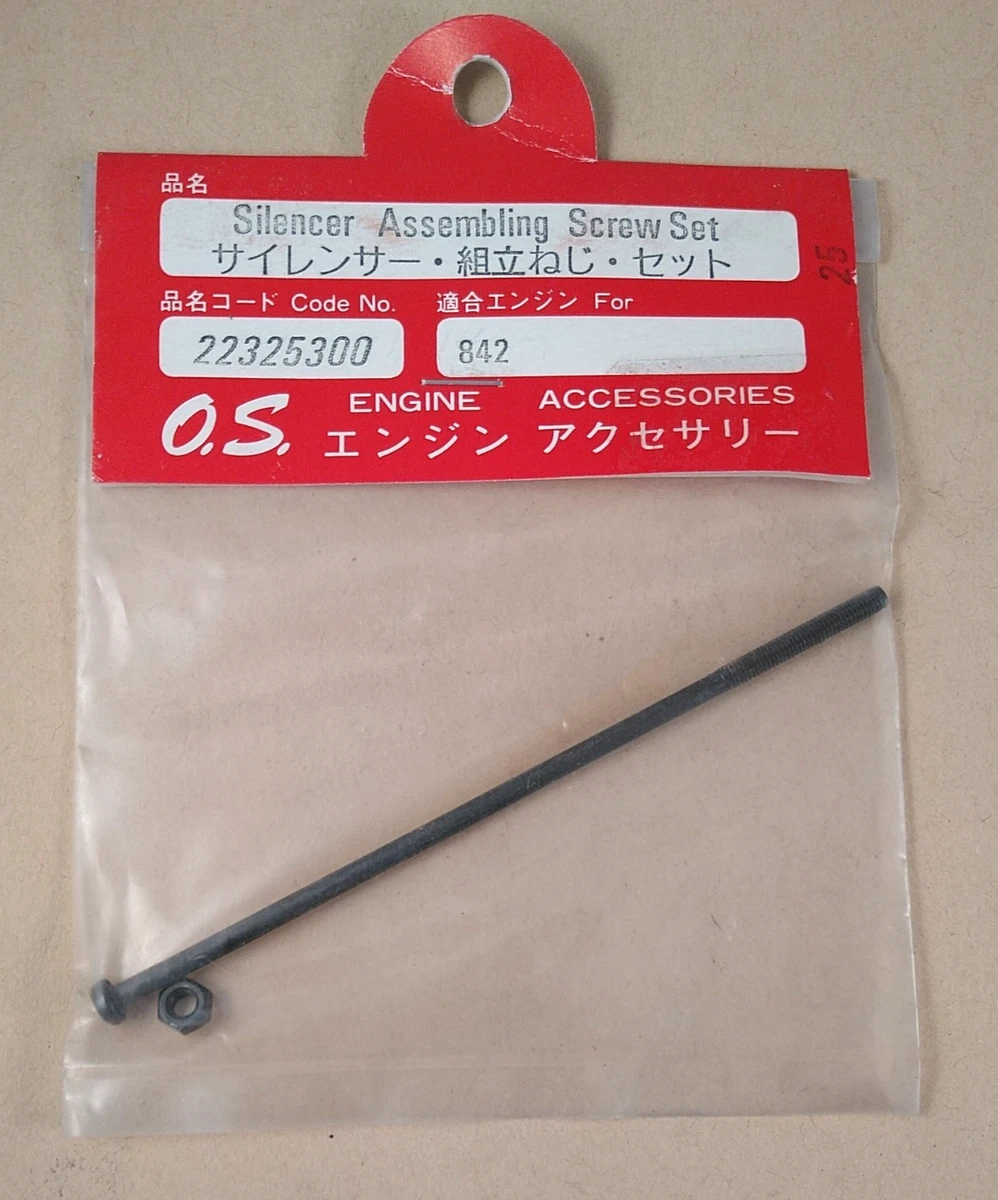 品名
Silencer Assembling Screw Set
サイレンサー・組立ねじ・セット
25
品名コード Code No.
適合エンジン For
22325300
842
O.S. ENGINE ACCESSORIES
エンジン アクセサリー